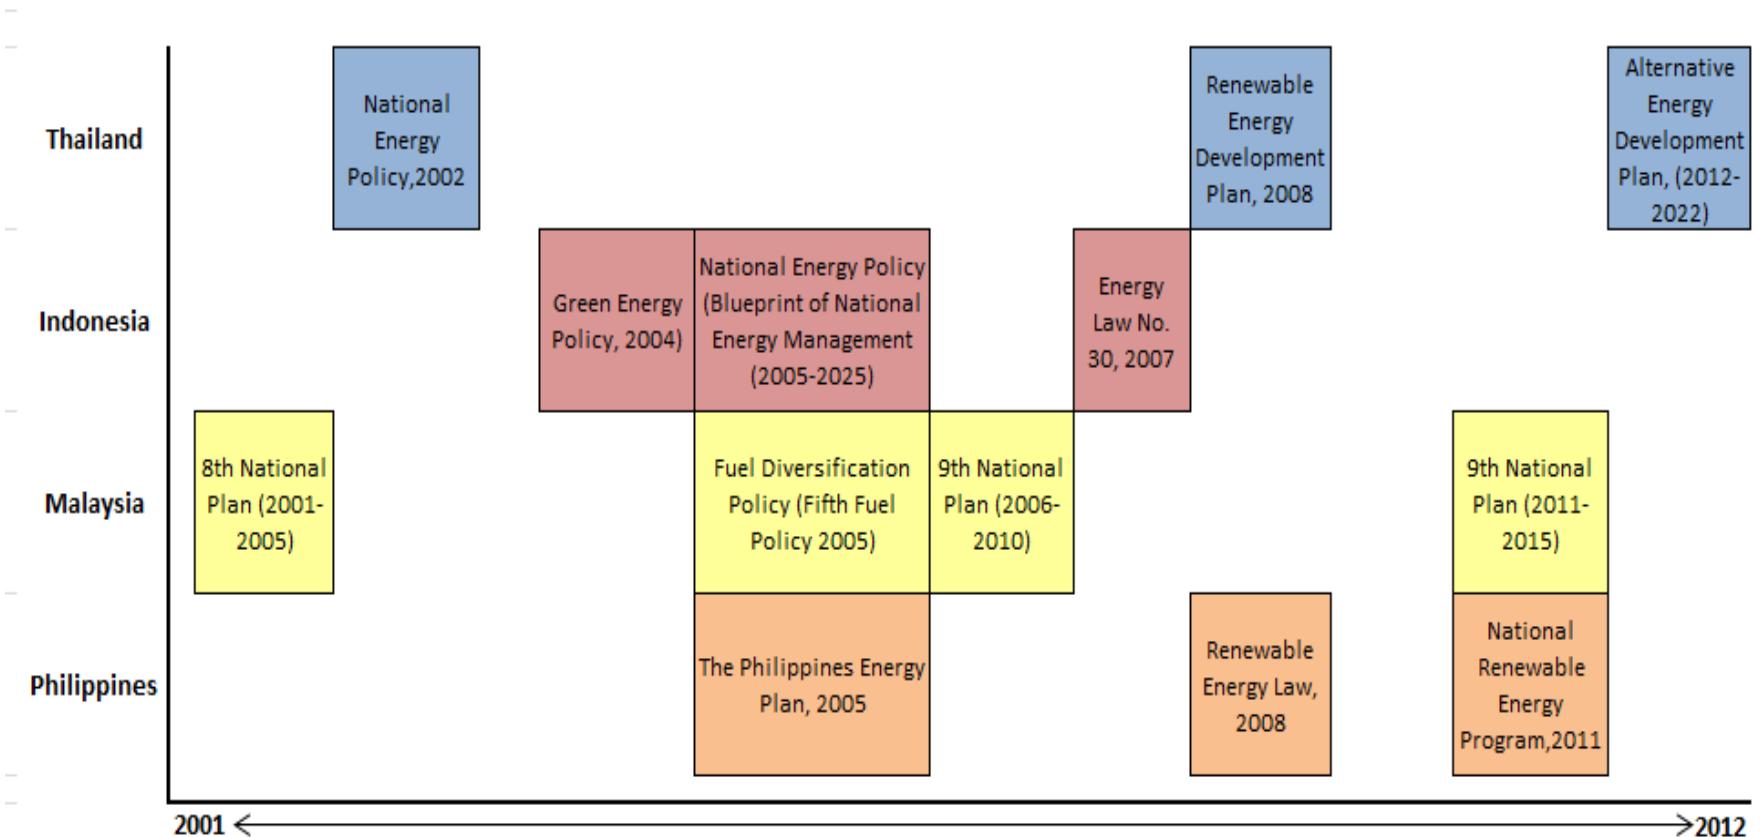 Thailand
National
Energy
Policy,2002
Renewable
Energy
Development
Plan, 2008
Alternative
Energy
Development
Plan, (2012-
2022)
Indonesia
Green Energy
Policy, 2004)
National Energy Policy
(Blueprint of National
Energy Management
(2005-2025)
Energy
Law No.
30, 2007
Malaysia
8th National
Plan (2001-
2005)
Fuel Diversification
Policy (Fifth Fuel
Policy 2005)
9th National
Plan (2006-
2010)
9th National
Plan (2011-
2015)
Philippines
The Philippines Energy
Plan, 2005
Renewable
Energy Law,
2008
National
Renewable
Energy
Program,2011
2001
2012